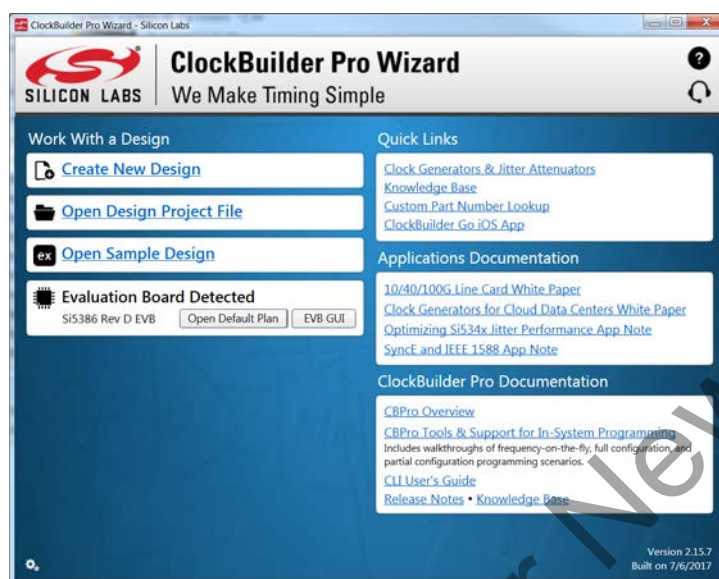 ClockBuilder Pro Wizard - Silicon Labs
SILICON LABS
ClockBuilder Pro Wizard
We Make Timing Simple
Work With a Design
Create New Design
Open Design Project File
ex Open Sample Design
Evaluation Board Detected
Si5386 Rev D EVB Open Default Plan EVB GUI
Quick Links
Clock Generators & Jitter Attenuators
Knowledge Base
Custom Part Number Lookup
ClockBuilder Go iOS App
Applications Documentation
10/40/100G Line Card White Paper
Clock Generators for Cloud Data Centers White Paper
Optimizing Si534x Jitter Performance App Note
SyncE and IEEE 1588 App Note
ClockBuilder Pro Documentation
CBPro Overview
CBPro Tools & Support for In-System Programming
Includes walkthroughs of frequency-on-the-fly, full configuration, and
partial configuration programming scenarios.
CLI User's Guide
Release Notes • Knowledge Base
Version 2.15.7
Built on 7/6/2017
New